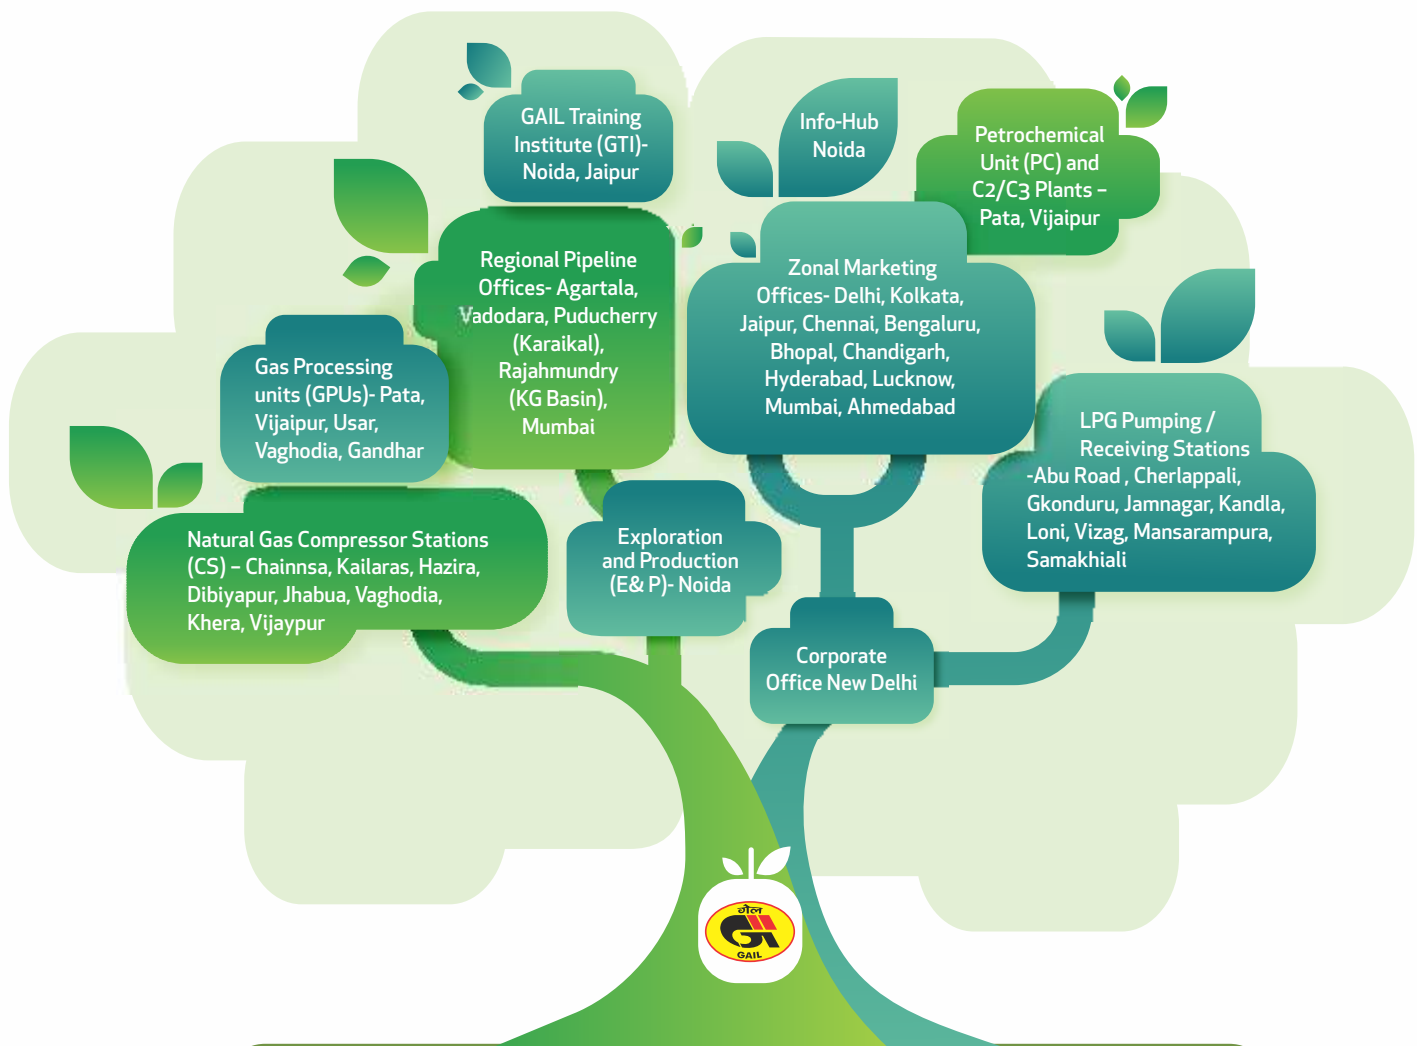 GAIL Training
Institute (GTI)-
Noida, Jaipur
Info-Hub
Noida
Petrochemical
Unit (PC) and
C2/C3 Plants –
Pata, Vijaipur
Regional Pipeline
Offices- Agartala,
Vadodara, Puducherry
(Karaikal),
Rajahmundry
(KG Basin),
Mumbai
Zonal Marketing
Offices- Delhi, Kolkata,
Jaipur, Chennai, Bengaluru,
Bhopal, Chandigarh,
Hyderabad, Lucknow,
Mumbai, Ahmedabad
Gas Processing
units (GPUs)- Pata,
Vijaipur, Usar,
Vaghodia, Gandhar
LPG Pumping /
Receiving Stations
-Abu Road , Cherlappali,
Gkonduru, Jamnagar, Kandla,
Loni, Vizag, Mansarampura,
Samakhiali
Natural Gas Compressor Stations
(CS) – Chainnsa, Kailaras, Hazira,
Dibiyapur, Jhabua, Vaghodia,
Khera, Vijaypur
Exploration
and Production
(E& P)- Noida
Corporate
Office New Delhi
गेल
GAIL